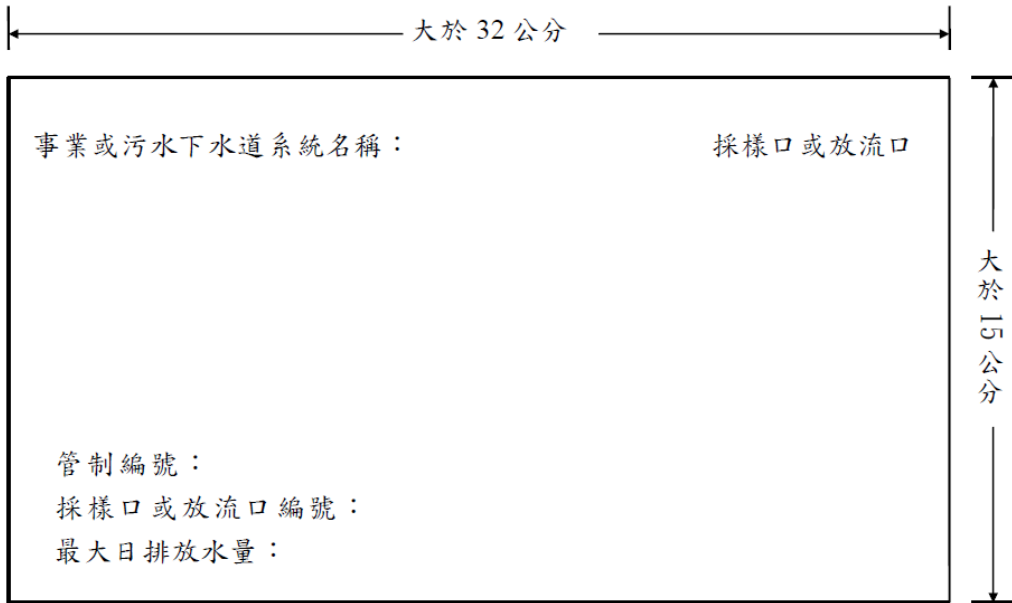 大於 32 公分
事業或污水下水道系統名稱：
採樣口或放流口
大於 15 公分
管制編號：
採樣口或放流口編號：
最大日排放水量：